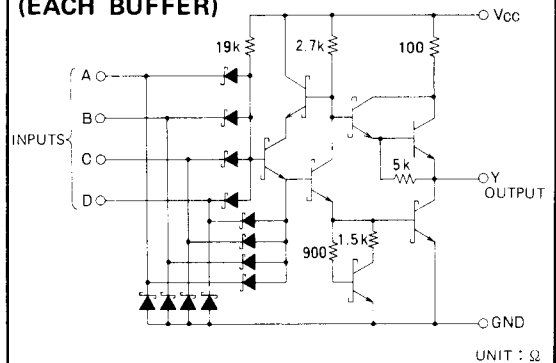 (EACH BUFFER)
VCC
19k
2.7k
100
A
B
INPUTS
C
D
5k
Y
OUTPUT
900
1.5k
GND
UNIT : Ω